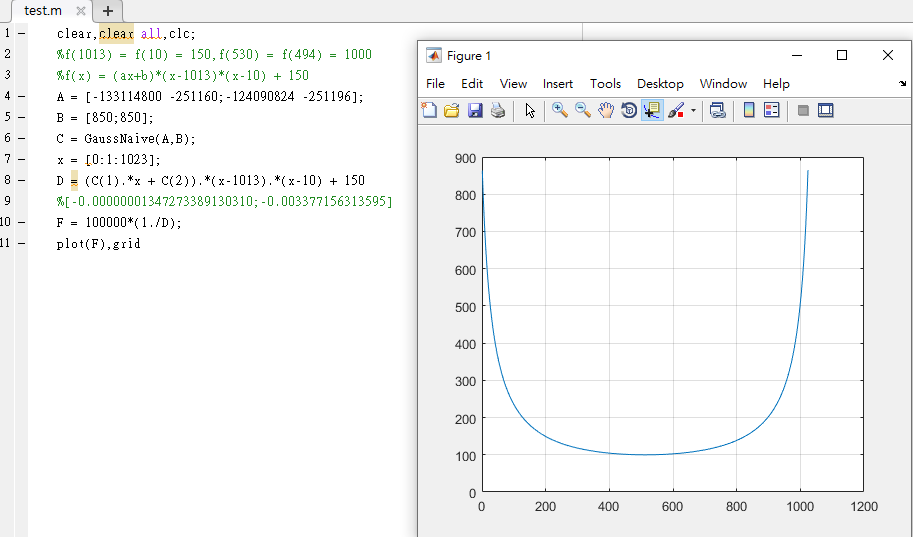 test.m
1 — clear,clear all,clc;
2 %f(1013) = f(10) = 150,f(530) = f(494) = 1000
3 %f(x) = (ax+b)*(x-1013)*(x-10) + 150
4 — A = [-133114800 -251160;-124090824 -251196];
5 — B = [850;850];
6 — C = GaussNaive(A,B);
7 — x = [0:1:1023];
8 — D = (C(1).*x + C(2)).*(x-1013).*(x-10) + 150
9 %[-0.00000001347273389130310;-0.003377156313595]
10 — F = 100000*(1./D);
11 — plot(F),grid
Figure 1
File Edit View Insert Tools Desktop Window Help
900
800
700
600
500
400
300
200
100
0
0 200 400 600 800 1000 1200